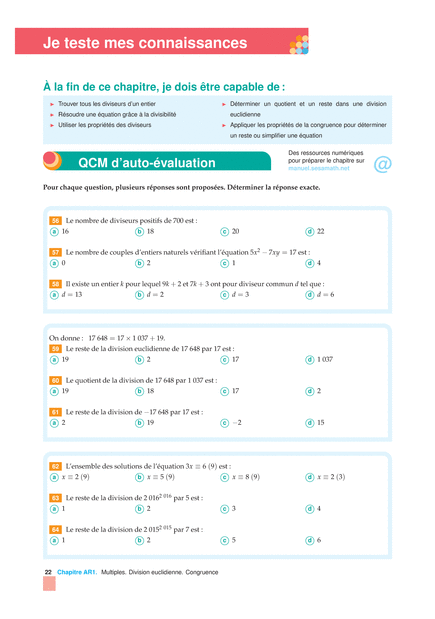 Je teste mes connaissances
À la fin de ce chapitre, je dois être capable de :
► Trouver tous les diviseurs d'un entier
► Résoudre une équation grâce à la divisibilité
► Utiliser les propriétés des diviseurs
► Déterminer un quotient et un reste dans une division
euclidienne
► Appliquer les propriétés de la congruence pour déterminer
un reste ou simplifier une équation
QCM d'auto-évaluation
Des ressources numériques
pour préparer le chapitre sur
manuel.sesamath.net
@
Pour chaque question, plusieurs réponses sont proposées. Déterminer la réponse exacte.
56 Le nombre de diviseurs positifs de 700 est :
a 16 b 18 c 20 d 22
57 Le nombre de couples d'entiers naturels vérifiant l'équation 5x² − 7xy = 17 est :
a 0 b 2 c 1 d 4
58 Il existe un entier k pour lequel 9k + 2 et 7k + 3 ont pour diviseur commun d tel que :
a d = 13 b d = 2 c d = 3 d d = 6
On donne : 17 648 = 17 × 1 037 + 19.
59 Le reste de la division euclidienne de 17 648 par 17 est :
a 19 b 2 c 17 d 1 037
60 Le quotient de la division de 17 648 par 1 037 est :
a 19 b 18 c 17 d 2
61 Le reste de la division de −17 648 par 17 est :
a 2 b 19 c −2 d 15
62 L'ensemble des solutions de l'équation 3x ≡ 6 (9) est :
a x ≡ 2 (9) b x ≡ 5 (9) c x ≡ 8 (9) d x ≡ 2 (3)
63 Le reste de la division de 2 016² ⁰¹⁶ par 5 est :
a 1 b 2 c 3 d 4
64 Le reste de la division de 2 015² ⁰¹⁵ par 7 est :
a 1 b 2 c 5 d 6
22 Chapitre AR1. Multiples. Division euclidienne. Congruence